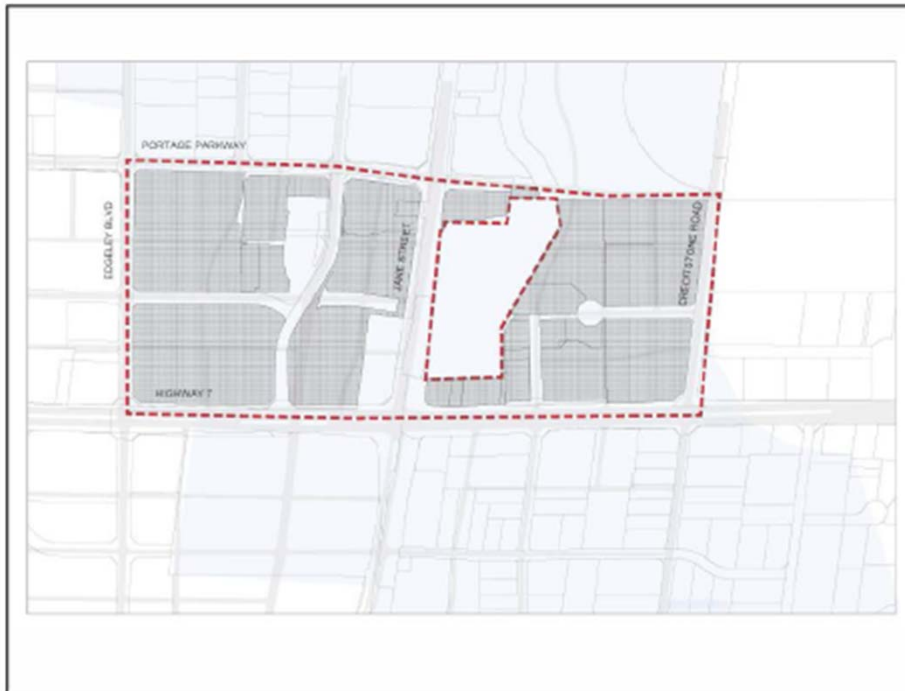 PORTAGE PARKWAY
EDGELEY BLVD
JANE STREET
CREDITSTONE ROAD
HIGHWAY 7